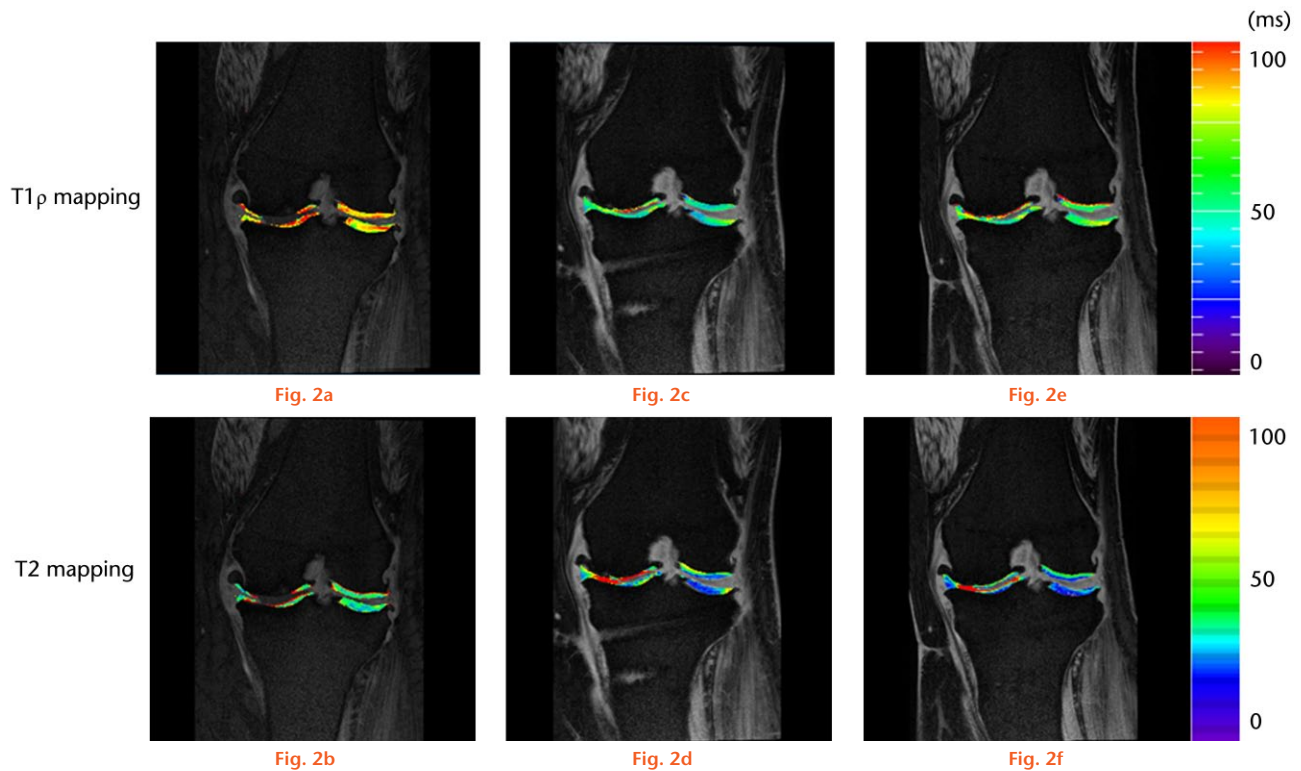 (ms)
100
T1ρ mapping
50
0
Fig. 2a
Fig. 2c
Fig. 2e
100
T2 mapping
50
0
Fig. 2b
Fig. 2d
Fig. 2f